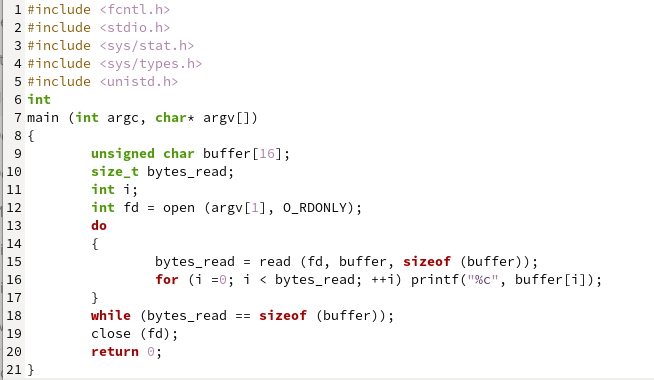 1 #include <fcntl.h>
2 #include <stdio.h>
3 #include <sys/stat.h>
4 #include <sys/types.h>
5 #include <unistd.h>
6 int
7 main (int argc, char* argv[])
8 {
9         unsigned char buffer[16];
10         size_t bytes_read;
11         int i;
12         int fd = open (argv[1], O_RDONLY);
13         do
14         {
15                 bytes_read = read (fd, buffer, sizeof (buffer));
16                 for (i =0; i < bytes_read; ++i) printf("%c", buffer[i]);
17         }
18         while (bytes_read == sizeof (buffer));
19         close (fd);
20         return 0;
21 }